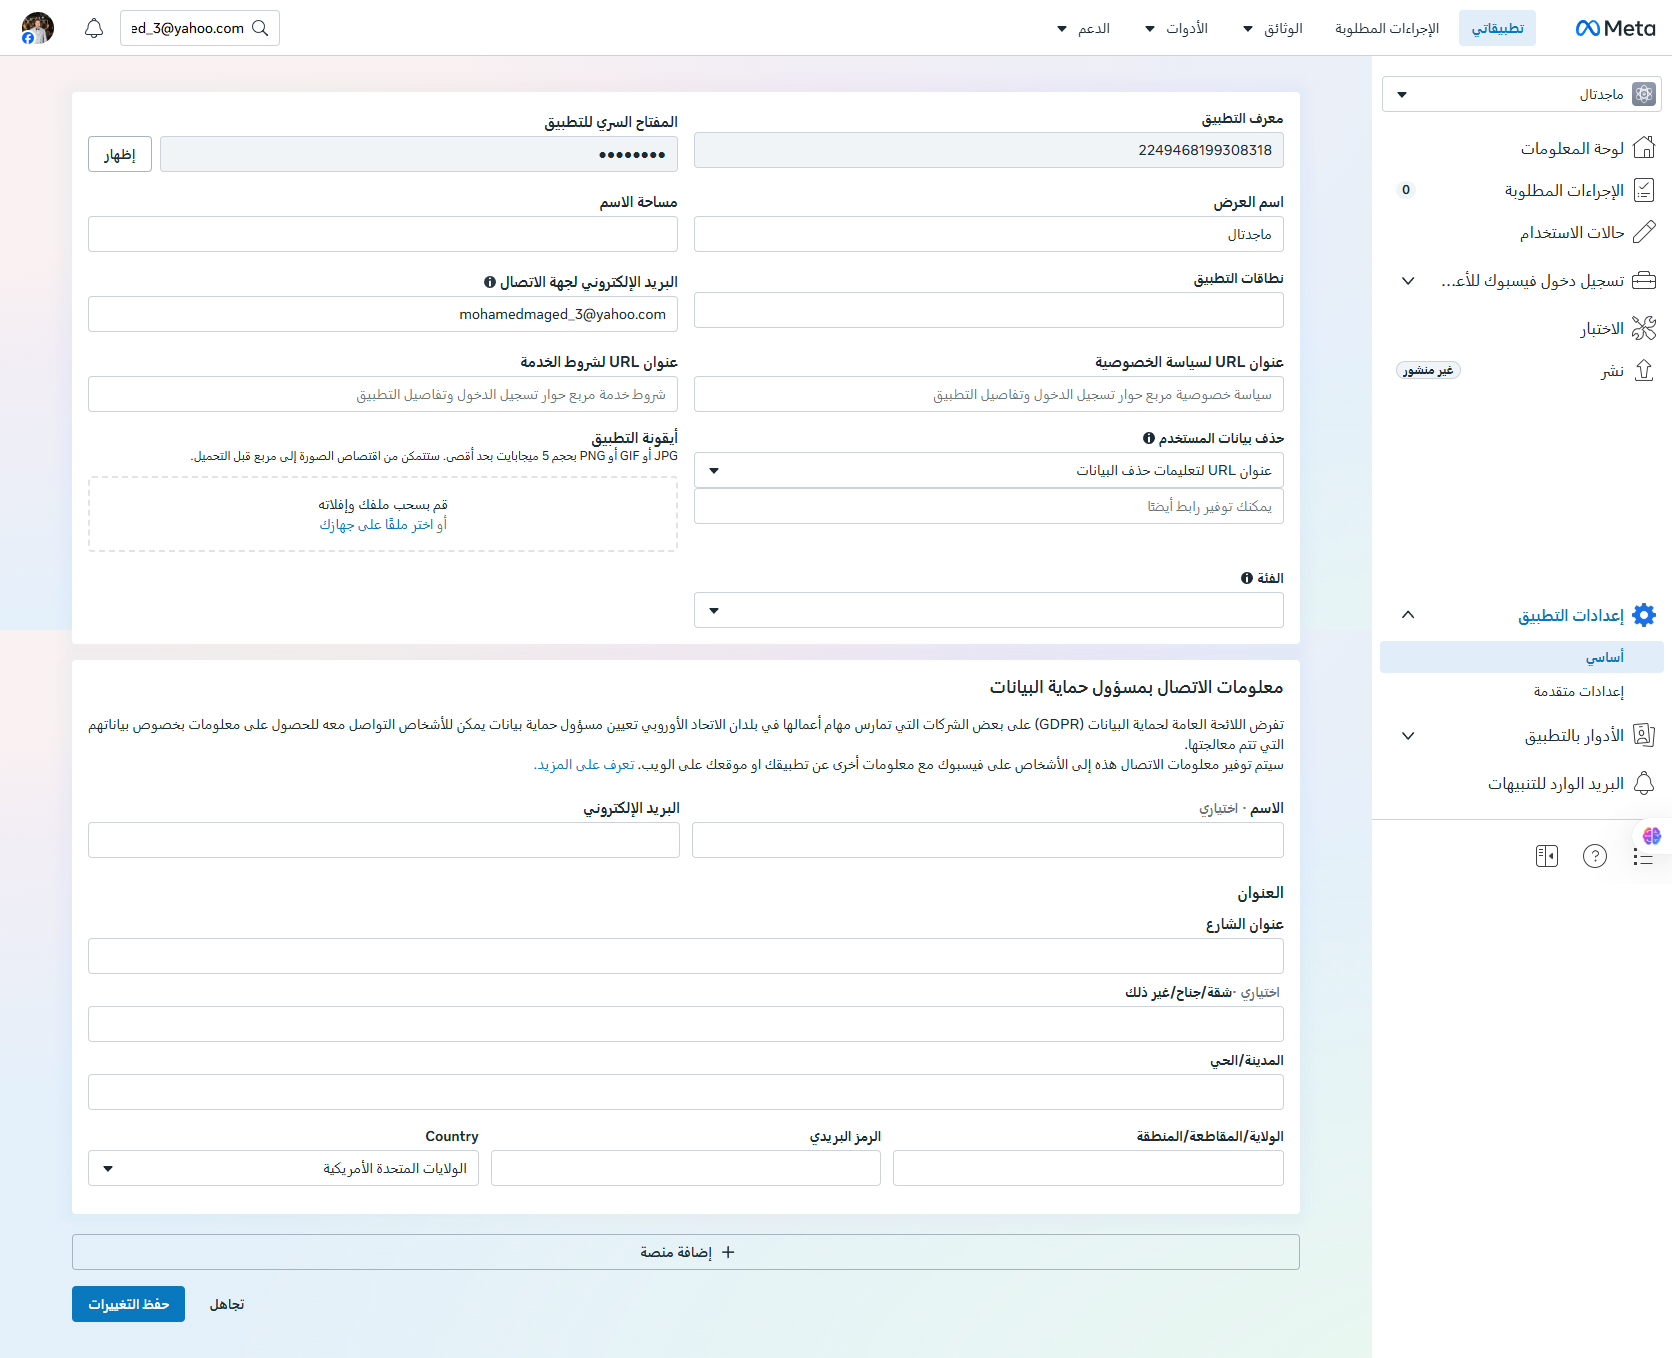 Meta
تطبيقاتي
الإجراءات المطلوبة
الوثائق
الأدوات
الدعم
ed_3@yahoo.com
ماجدتال
لوحة المعلومات
الإجراءات المطلوبة
0
حالات الاستخدام
تسجيل دخول فيسبوك للأعـ...
الاختبار
نشر
غير منشور
إعدادات التطبيق
أساسي
إعدادات متقدمة
الأدوار بالتطبيق
البريد الوارد للتنبيهات
معرف التطبيق
2249468199308318
المفتاح السري للتطبيق
••••••••
إظهار
اسم العرض
ماجدتال
مساحة الاسم
نطاقات التطبيق
البريد الإلكتروني لجهة الاتصال
mohamedmaged_3@yahoo.com
عنوان URL لسياسة الخصوصية
سياسة خصوصية مربع حوار تسجيل الدخول وتفاصيل التطبيق
عنوان URL لشروط الخدمة
شروط خدمة مربع حوار تسجيل الدخول وتفاصيل التطبيق
حذف بيانات المستخدم
عنوان URL لتعليمات حذف البيانات
يمكنك توفير رابط أيضًا
أيقونة التطبيق
JPG أو GIF أو PNG بحجم 5 ميجابايت بحد أقصى. ستتمكن من اقتصاص الصورة إلى مربع قبل التحميل.
قم بسحب ملفك وإفلاته
أو اختر ملفًا على جهازك
الفئة
معلومات الاتصال بمسؤول حماية البيانات
تفرض اللائحة العامة لحماية البيانات (GDPR) على بعض الشركات التي تمارس مهام أعمالها في بلدان الاتحاد الأوروبي تعيين مسؤول حماية بيانات يمكن للأشخاص التواصل معه للحصول على معلومات بخصوص بياناتهم
التي تتم معالجتها.
سيتم توفير معلومات الاتصال هذه إلى الأشخاص على فيسبوك مع معلومات أخرى عن تطبيقك او موقعك على الويب. تعرف على المزيد.
الاسم · اختياري
البريد الإلكتروني
العنوان
عنوان الشارع
اختياري ·شقة/جناح/غير ذلك
المدينة/الحي
الولاية/المقاطعة/المنطقة
الرمز البريدي
Country
الولايات المتحدة الأمريكية
إضافة منصة
تجاهل
حفظ التغييرات